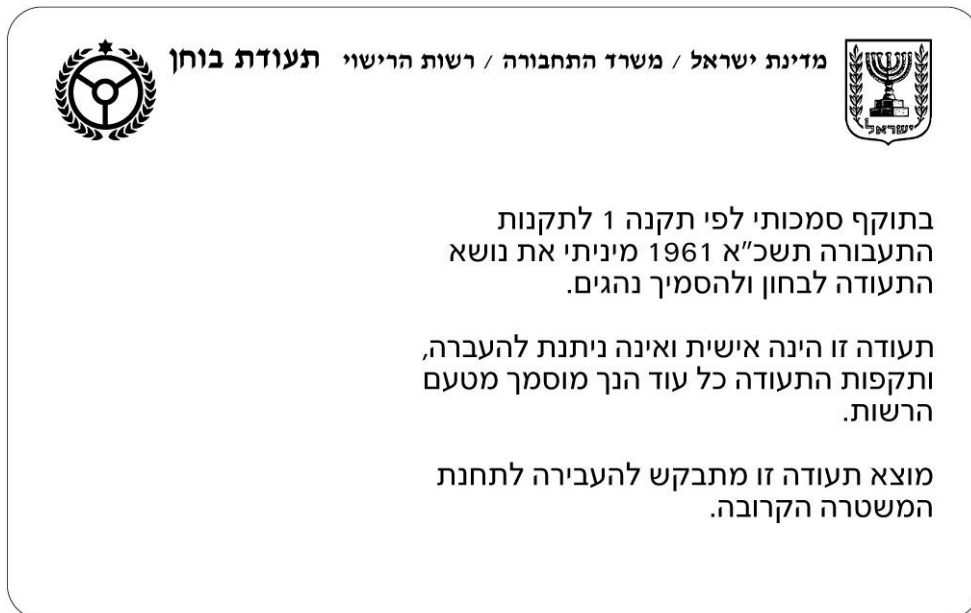 מדינת ישראל / משרד התחבורה / רשות הרישוי תעודת בוחן
ישראל
בתוקף סמכותי לפי תקנה 1 לתקנות
התעבורה תשכ"א 1961 מיניתי את נושא
התעודה לבחון ולהסמיך נהגים.
תעודה זו הינה אישית ואינה ניתנת להעברה,
ותקפות התעודה כל עוד הנך מוסמך מטעם
הרשות.
מוצא תעודה זו מתבקש להעבירה לתחנת
המשטרה הקרובה.